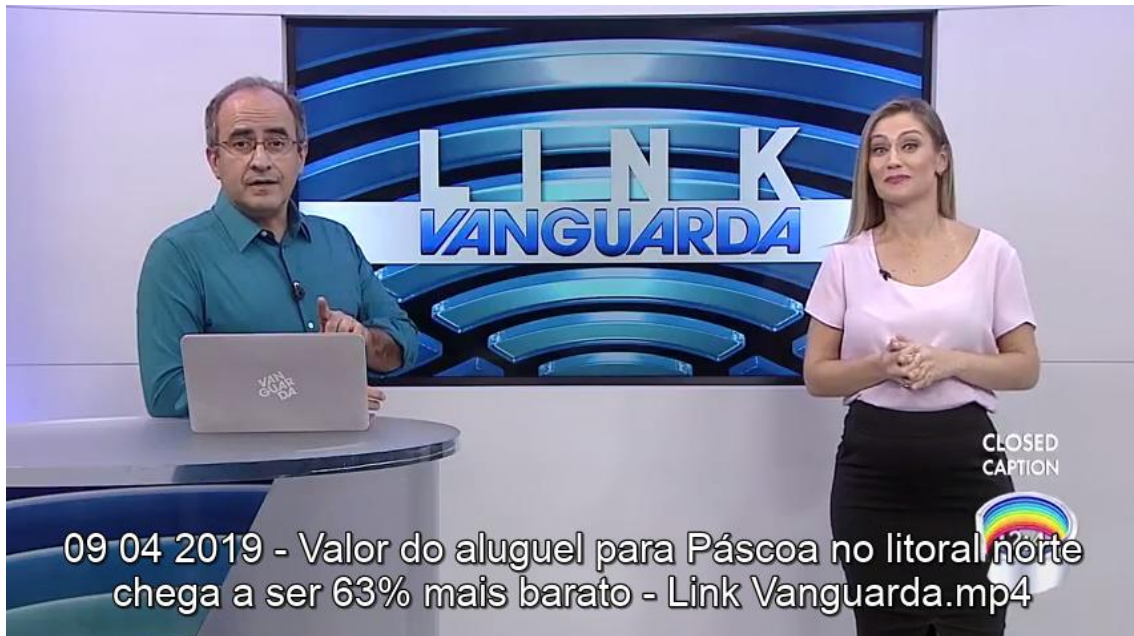 LINK
VANGUARDA
VAN
GUAR
DA
CLOSED
CAPTION
09 04 2019 - Valor do aluguel para Páscoa no litoral norte
chega a ser 63% mais barato - Link Vanguarda.mp4